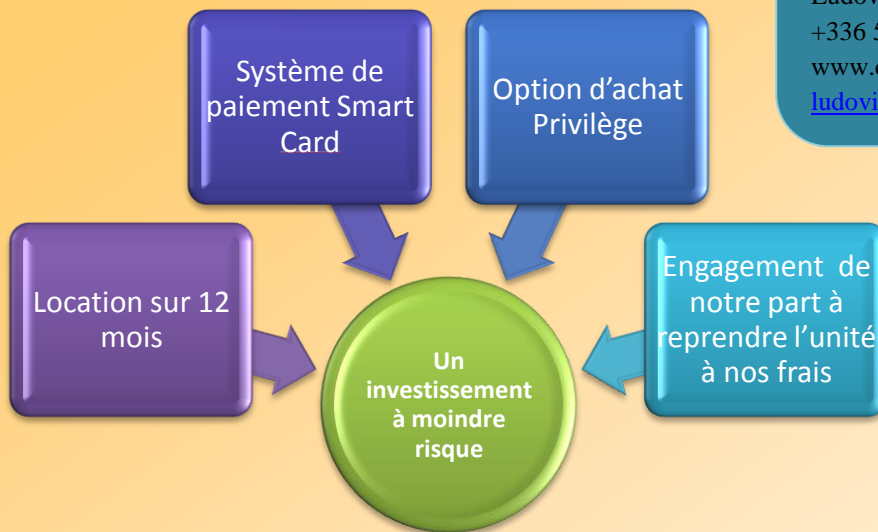 +336
www.
Système de
paiement Smart
Card
Option d’achat
Privilège
Location sur 12
mois
Engagement de
notre part à
reprendre l’unité
à nos frais
Un
investissement
à moindre
risque